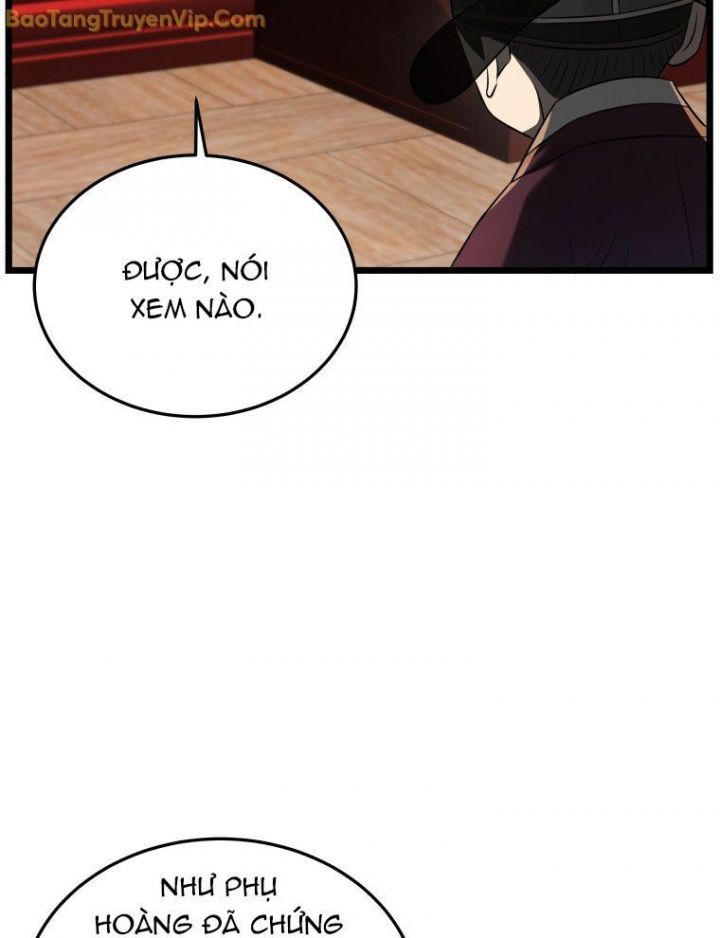 BaoTangTruyenVip.Com
ĐƯỢC, NÓI
XEM NÀO.
NHƯ PHỤ
HOÀNG ĐÃ CHỨNG